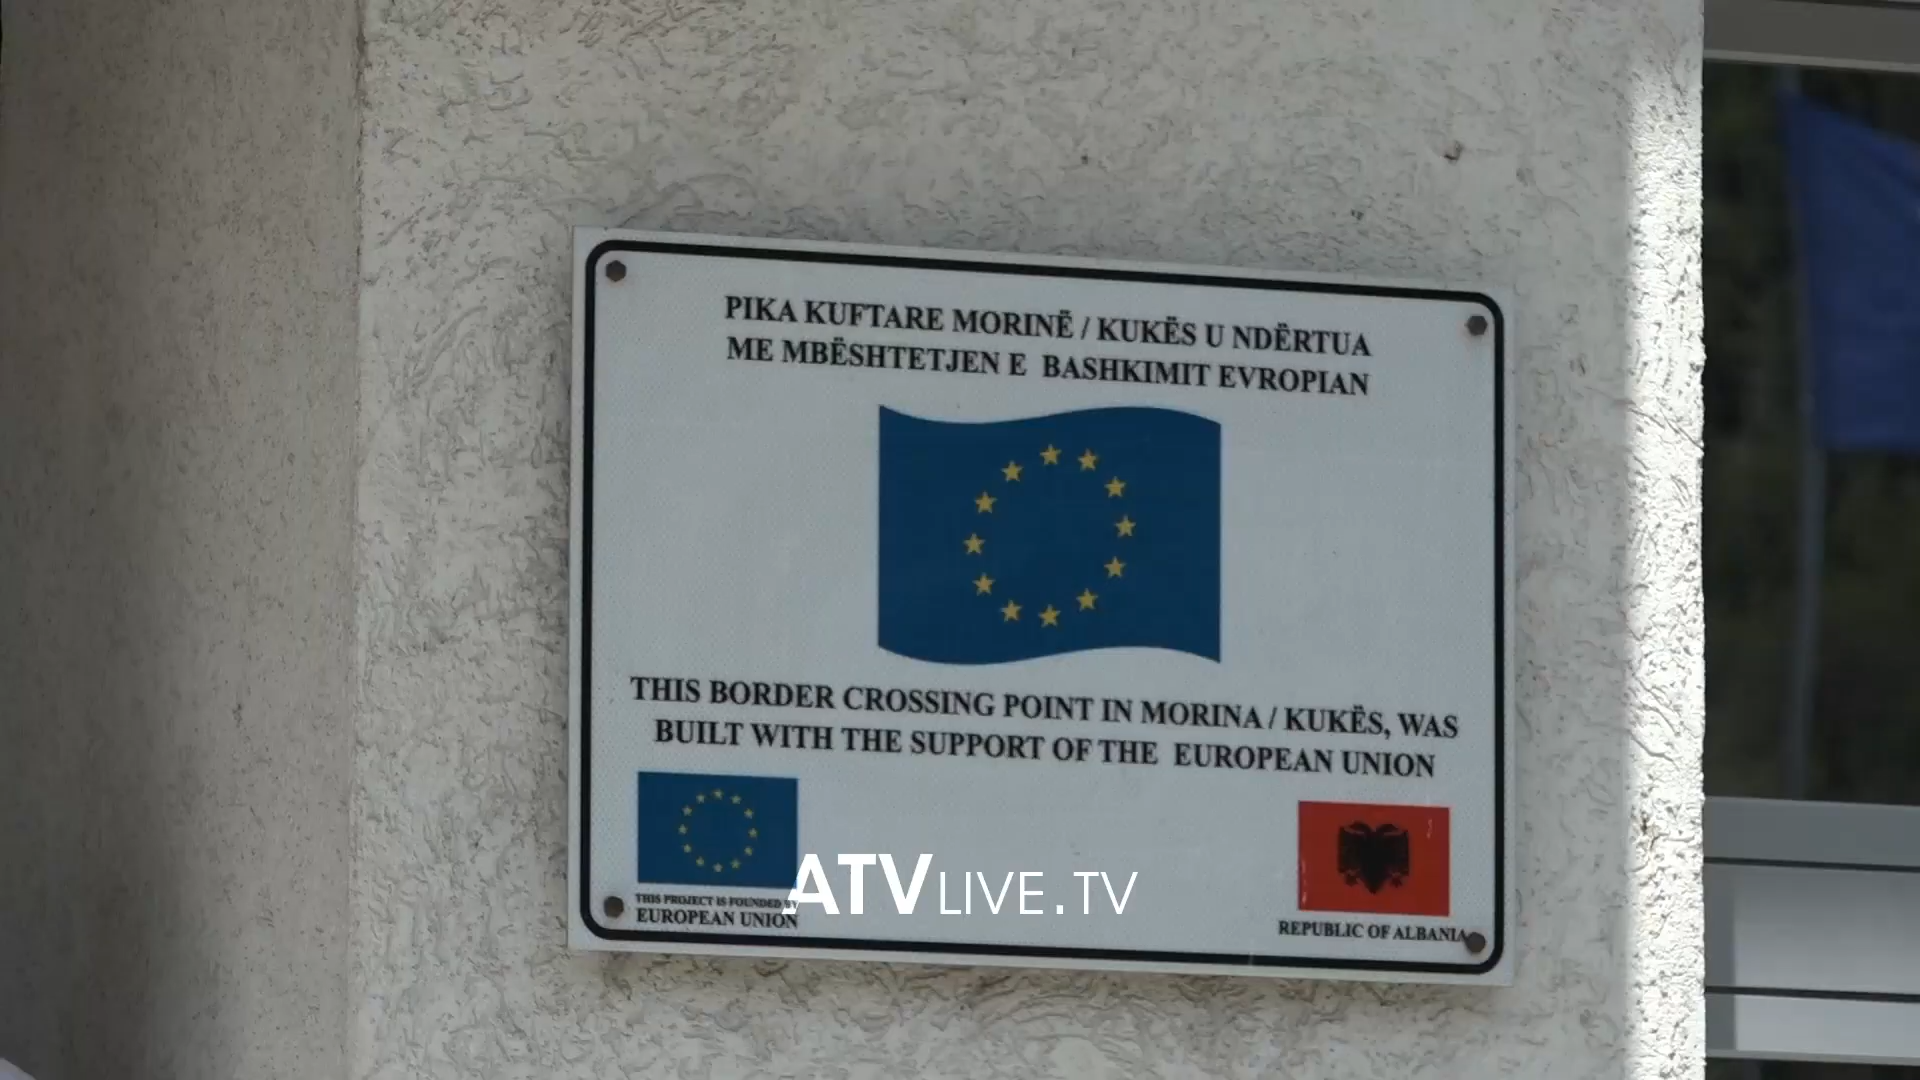 PIKA KUFTARE MORINË / KUKËS U NDËRTUA
ME MBËSHTETJEN E BASHKIMIT EVROPIAN
THIS BORDER CROSSING POINT IN MORINA / KUKËS, WAS
BUILT WITH THE SUPPORT OF THE EUROPEAN UNION
THIS PROJECT IS FOUNDED BY
EUROPEAN UNION
ATVLIVE.TV
REPUBLIC OF ALBANIA